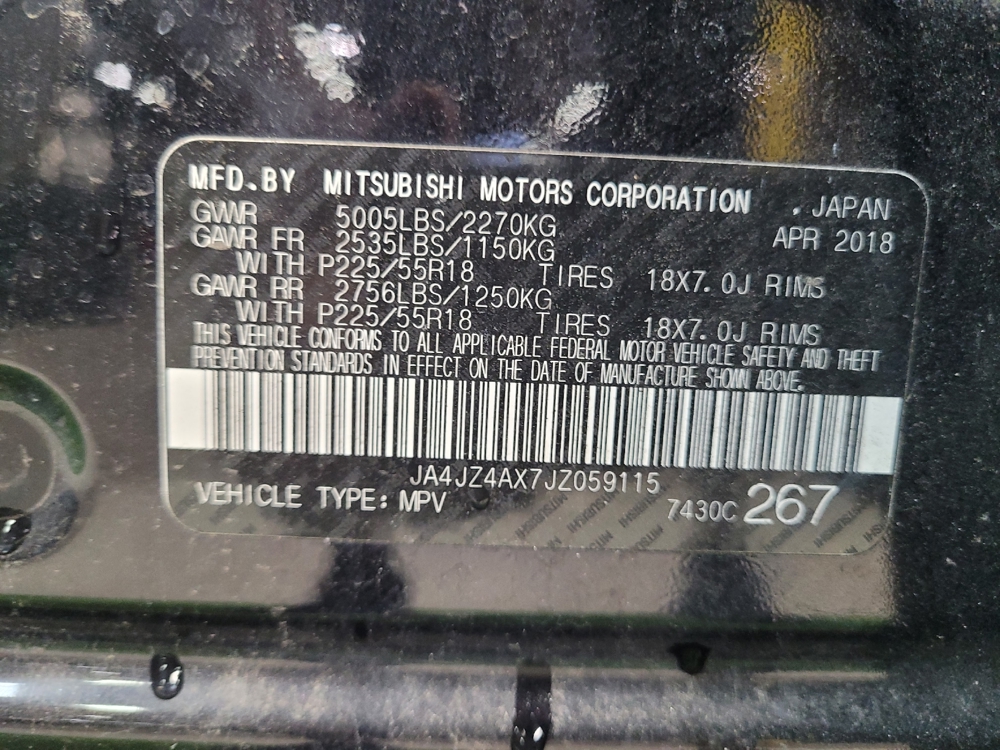 MFD.BY MITSUBISHI MOTORS CORPORATION . JAPAN
GVWR 5005LBS/2270KG APR 2018
GAWR FR 2535LBS/1150KG
WITH P225/55R18 TIRES 18X7.0J RIMS
GAWR RR 2756LBS/1250KG
WITH P225/55R18 TIRES 18X7.0J RIMS
THIS VEHICLE CONFORMS TO ALL APPLICABLE FEDERAL MOTOR VEHICLE SAFETY AND THEFT
PREVENTION STANDARDS IN EFFECT ON THE DATE OF MANUFACTURE SHOWN ABOVE.
JA4JZ4AX7JZ059115
VEHICLE TYPE: MPV 7430C 267